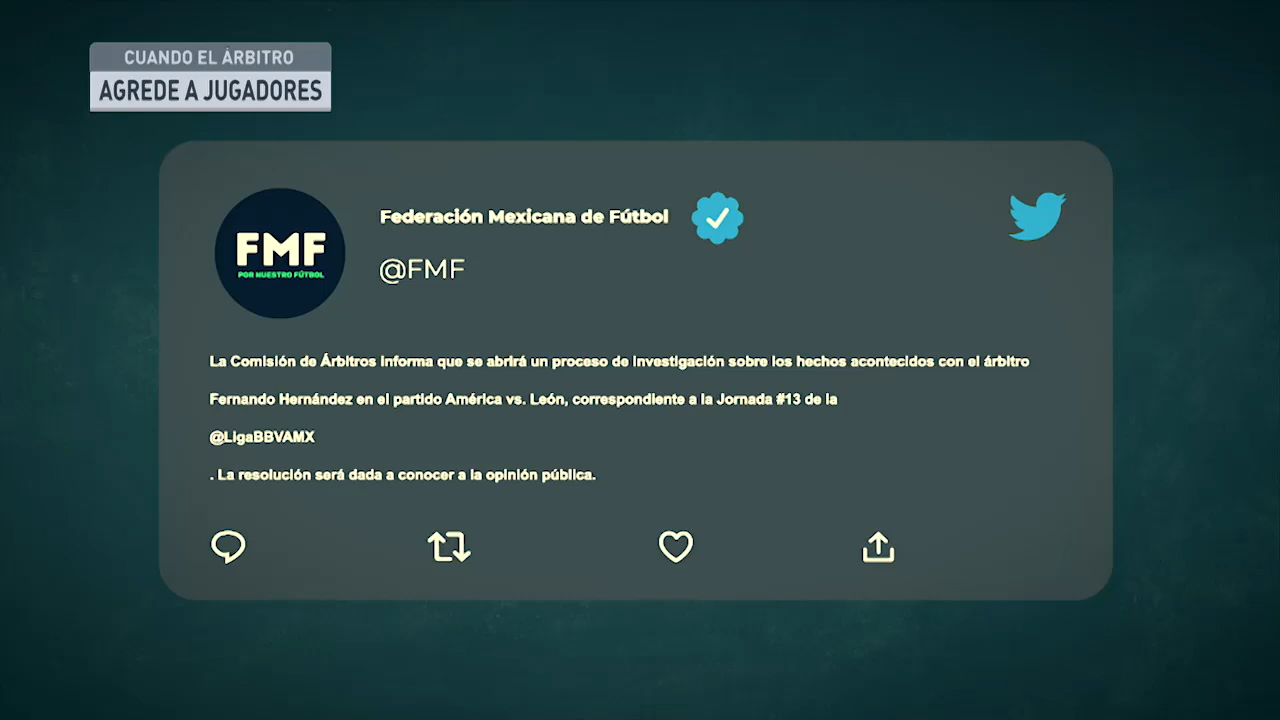 CUANDO EL ÁRBITRO
AGREDE A JUGADORES
FMF
POR NUESTRO FÚTBOL
Federación Mexicana de Fútbol
@FMF
La Comisión de Árbitros informa que se abrirá un proceso de investigación sobre los hechos acontecidos con el árbitro
Fernando Hernández en el partido América vs. León, correspondiente a la Jornada #13 de la
@LigaBBVAMX
. La resolución será dada a conocer a la opinión pública.